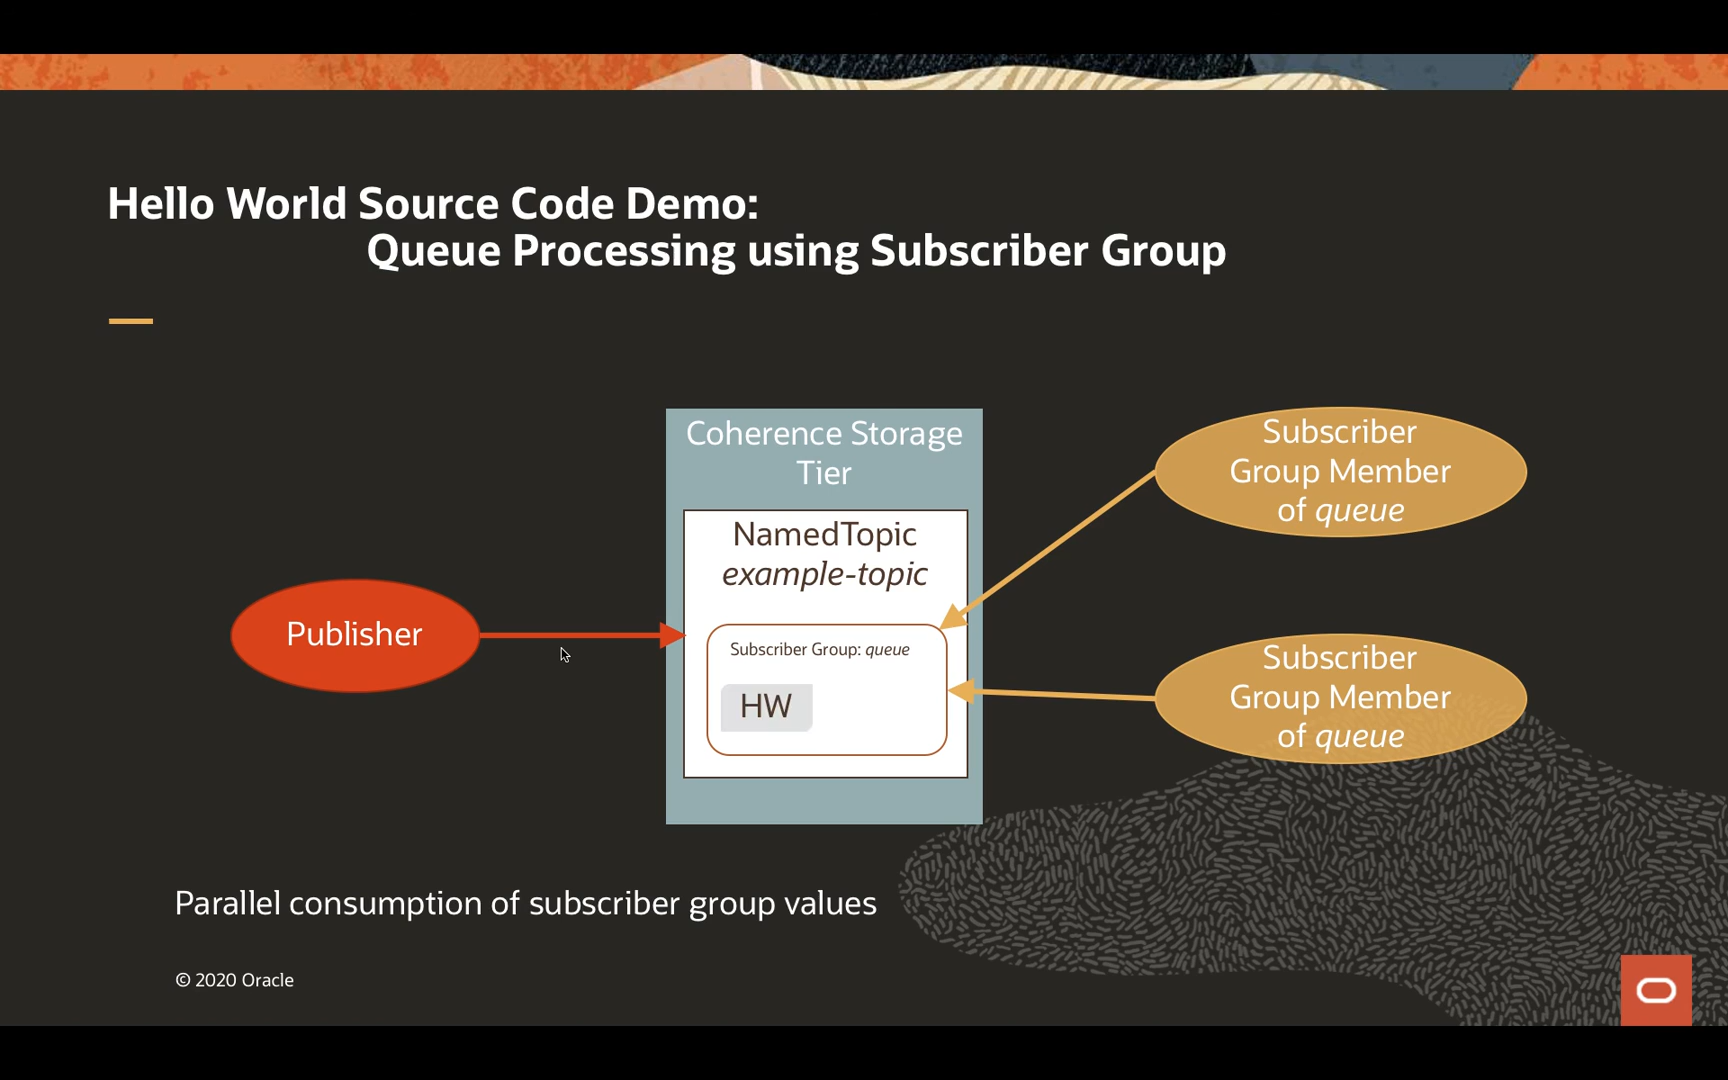 Hello World Source Code Demo:
Queue Processing using Subscriber Group
Coherence Storage
Tier
NamedTopic
example-topic
Subscriber Group: queue
HW
Publisher
Subscriber
Group Member
of queue
Subscriber
Group Member
of queue
Parallel consumption of subscriber group values
© 2020 Oracle